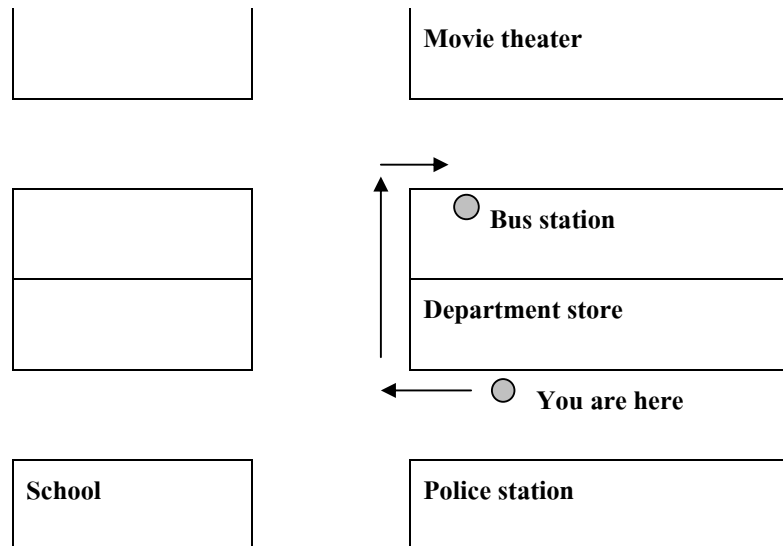 Movie theater
Bus station
Department store
You are here
School
Police station